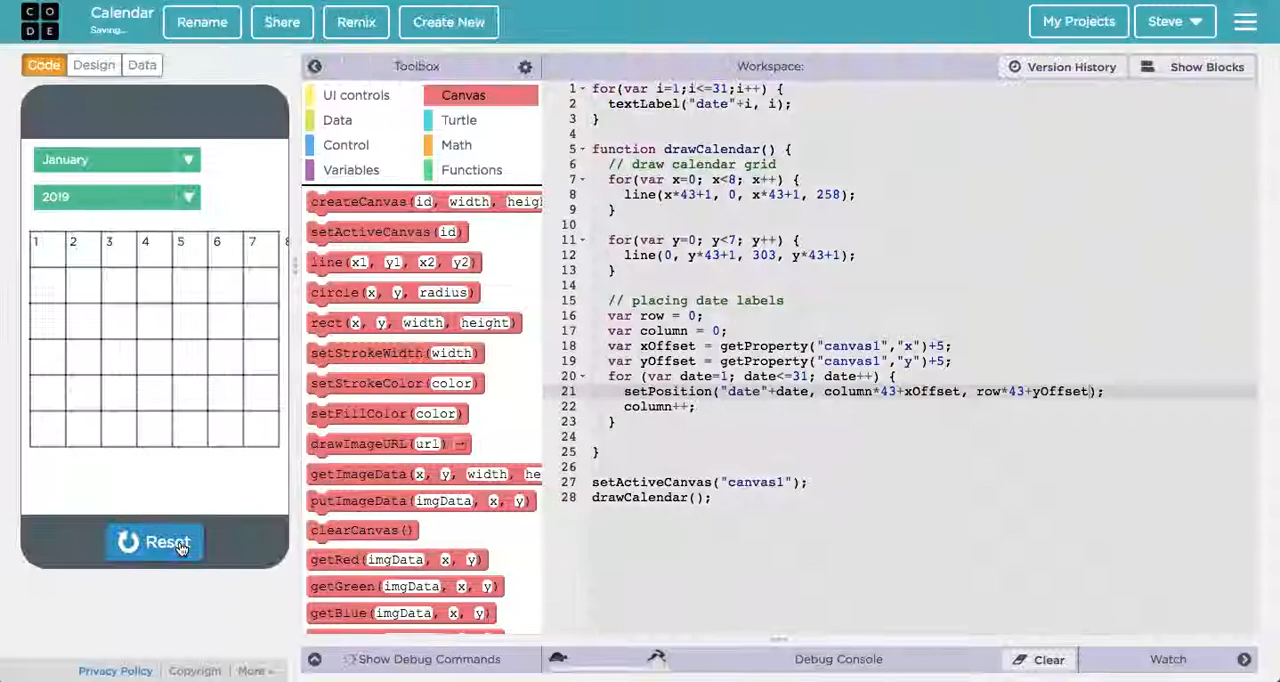 C O
D E
Calendar
Saving...
Rename
Share
Remix
Create New
My Projects
Steve
Code
Design
Data
Toolbox
Workspace:
Version History
Show Blocks
January
2019
1 2 3 4 5 6 7 8
Reset
Privacy Policy | Copyright | More
UI controls
Canvas
Data
Turtle
Control
Math
Variables
Functions
createCanvas(id, width, heigh
setActiveCanvas(id)
line(x1, y1, x2, y2)
circle(x, y, radius)
rect(x, y, width, height)
setStrokeWidth(width)
setStrokeColor(color)
setFillColor(color)
drawImageURL(url)
getImageData(x, y, width, he
putImageData(imgData, x, y)
clearCanvas()
getRed(imgData, x, y)
getGreen(imgData, x, y)
getBlue(imgData, x, y)
1 for(var i=1;i<=31;i++) {
2 textLabel("date"+i, i);
3 }
4
5 function drawCalendar() {
6 // draw calendar grid
7 for(var x=0; x<8; x++) {
8 line(x*43+1, 0, x*43+1, 258);
9 }
10
11 for(var y=0; y<7; y++) {
12 line(0, y*43+1, 303, y*43+1);
13 }
14
15 // placing date labels
16 var row = 0;
17 var column = 0;
18 var xOffset = getProperty("canvas1","x")+5;
19 var yOffset = getProperty("canvas1","y")+5;
20 for (var date=1; date<=31; date++) {
21 setPosition("date"+date, column*43+xOffset, row*43+yOffset);
22 column++;
23 }
24
25 }
26
27 setActiveCanvas("canvas1");
28 drawCalendar();
Show Debug Commands
Debug Console
Clear
Watch